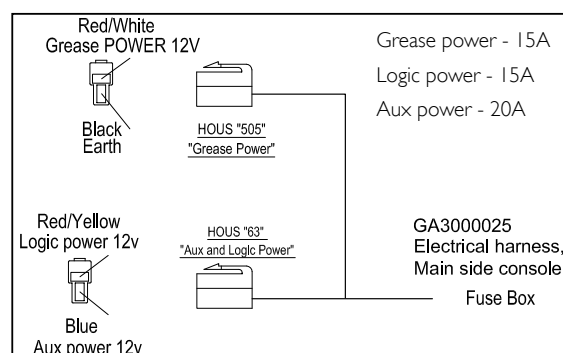 Red/White
Grease POWER 12V
Black
Earth
HOUS "505"
"Grease Power"
Grease power - 15A
Logic power - 15A
Aux power - 20A
Red/Yellow
Logic power 12v
Blue
Aux power 12v
HOUS "63"
"Aux and Logic Power"
GA3000025
Electrical harness,
Main side console
Fuse Box